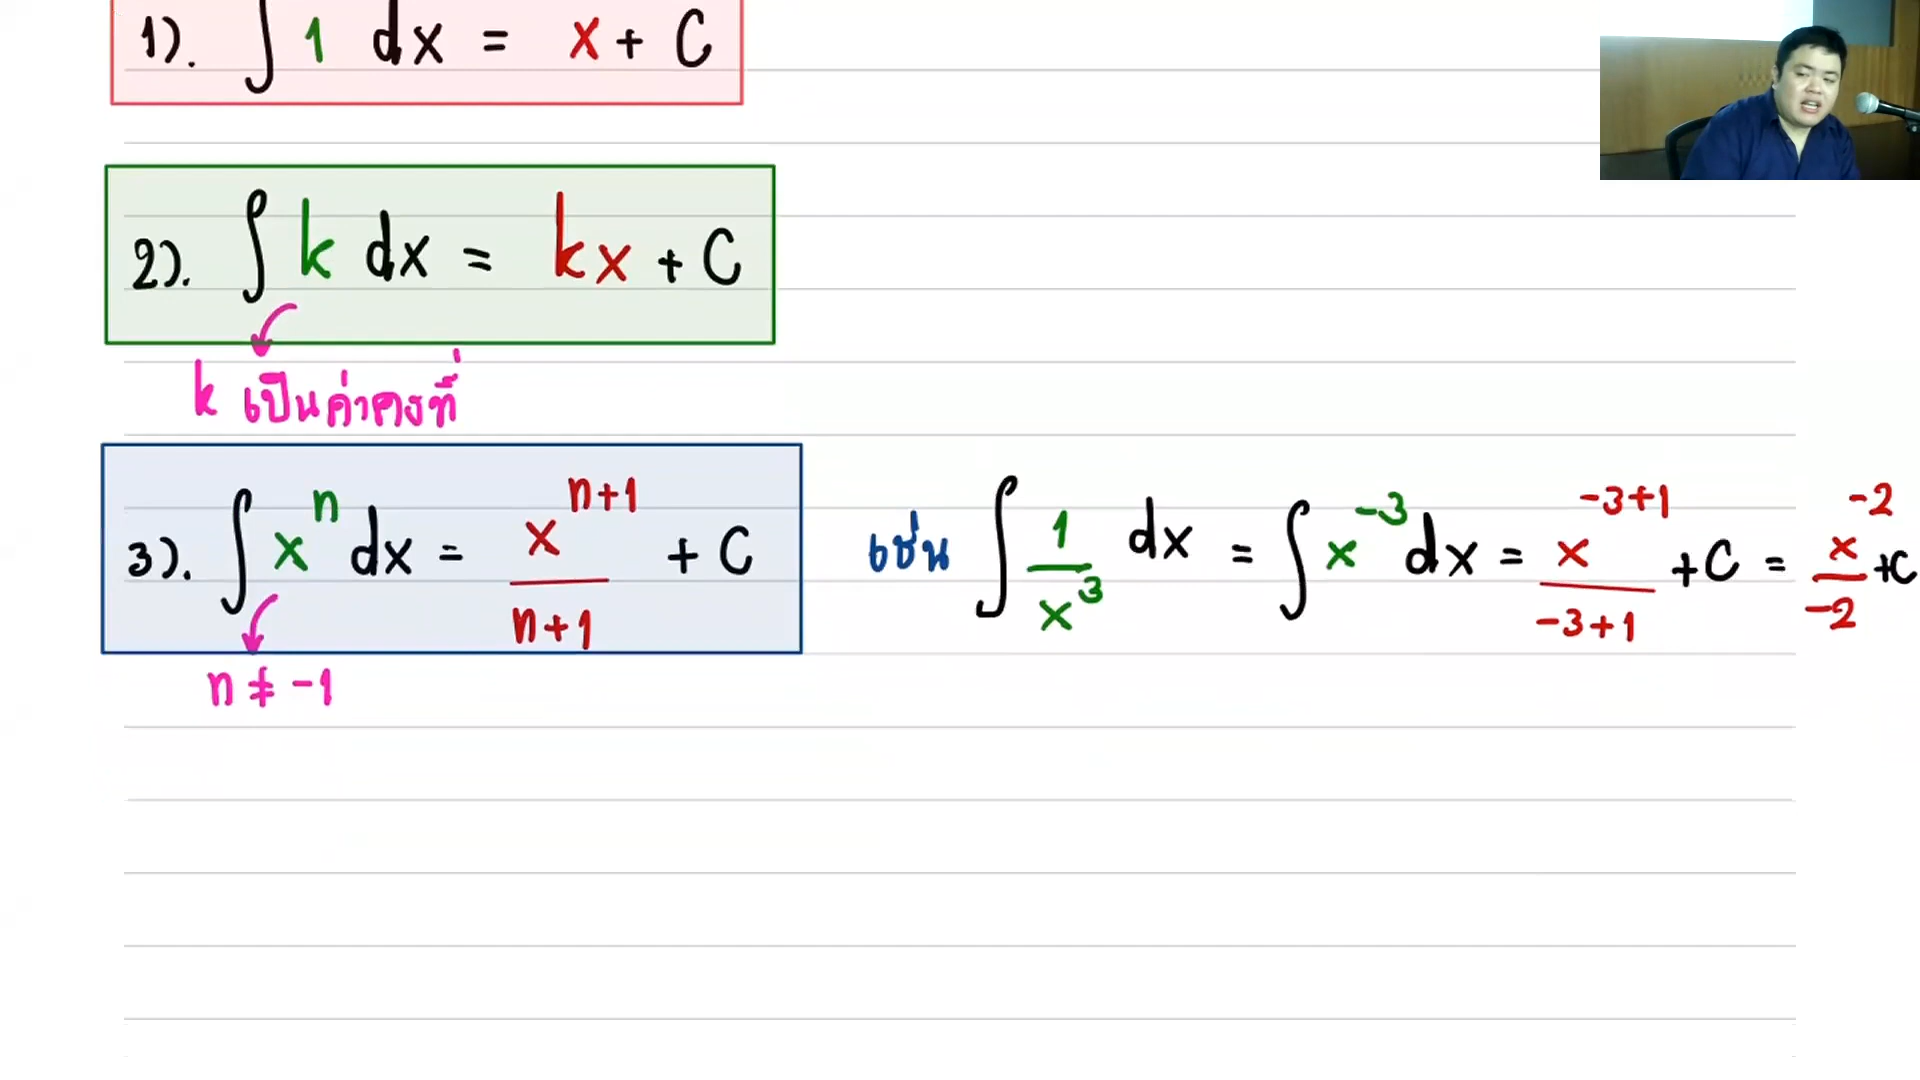 1). ∫ 1 dx = x + C
2). ∫ k dx = kx + C
k เป็นค่าคงที่
3). ∫ xⁿ dx = x^(n+1)/(n+1) + C
n ≠ -1
เช่น ∫ 1/x³ dx = ∫ x^(-3) dx = x^(-3+1)/(-3+1) + C = x^(-2)/(-2) + C